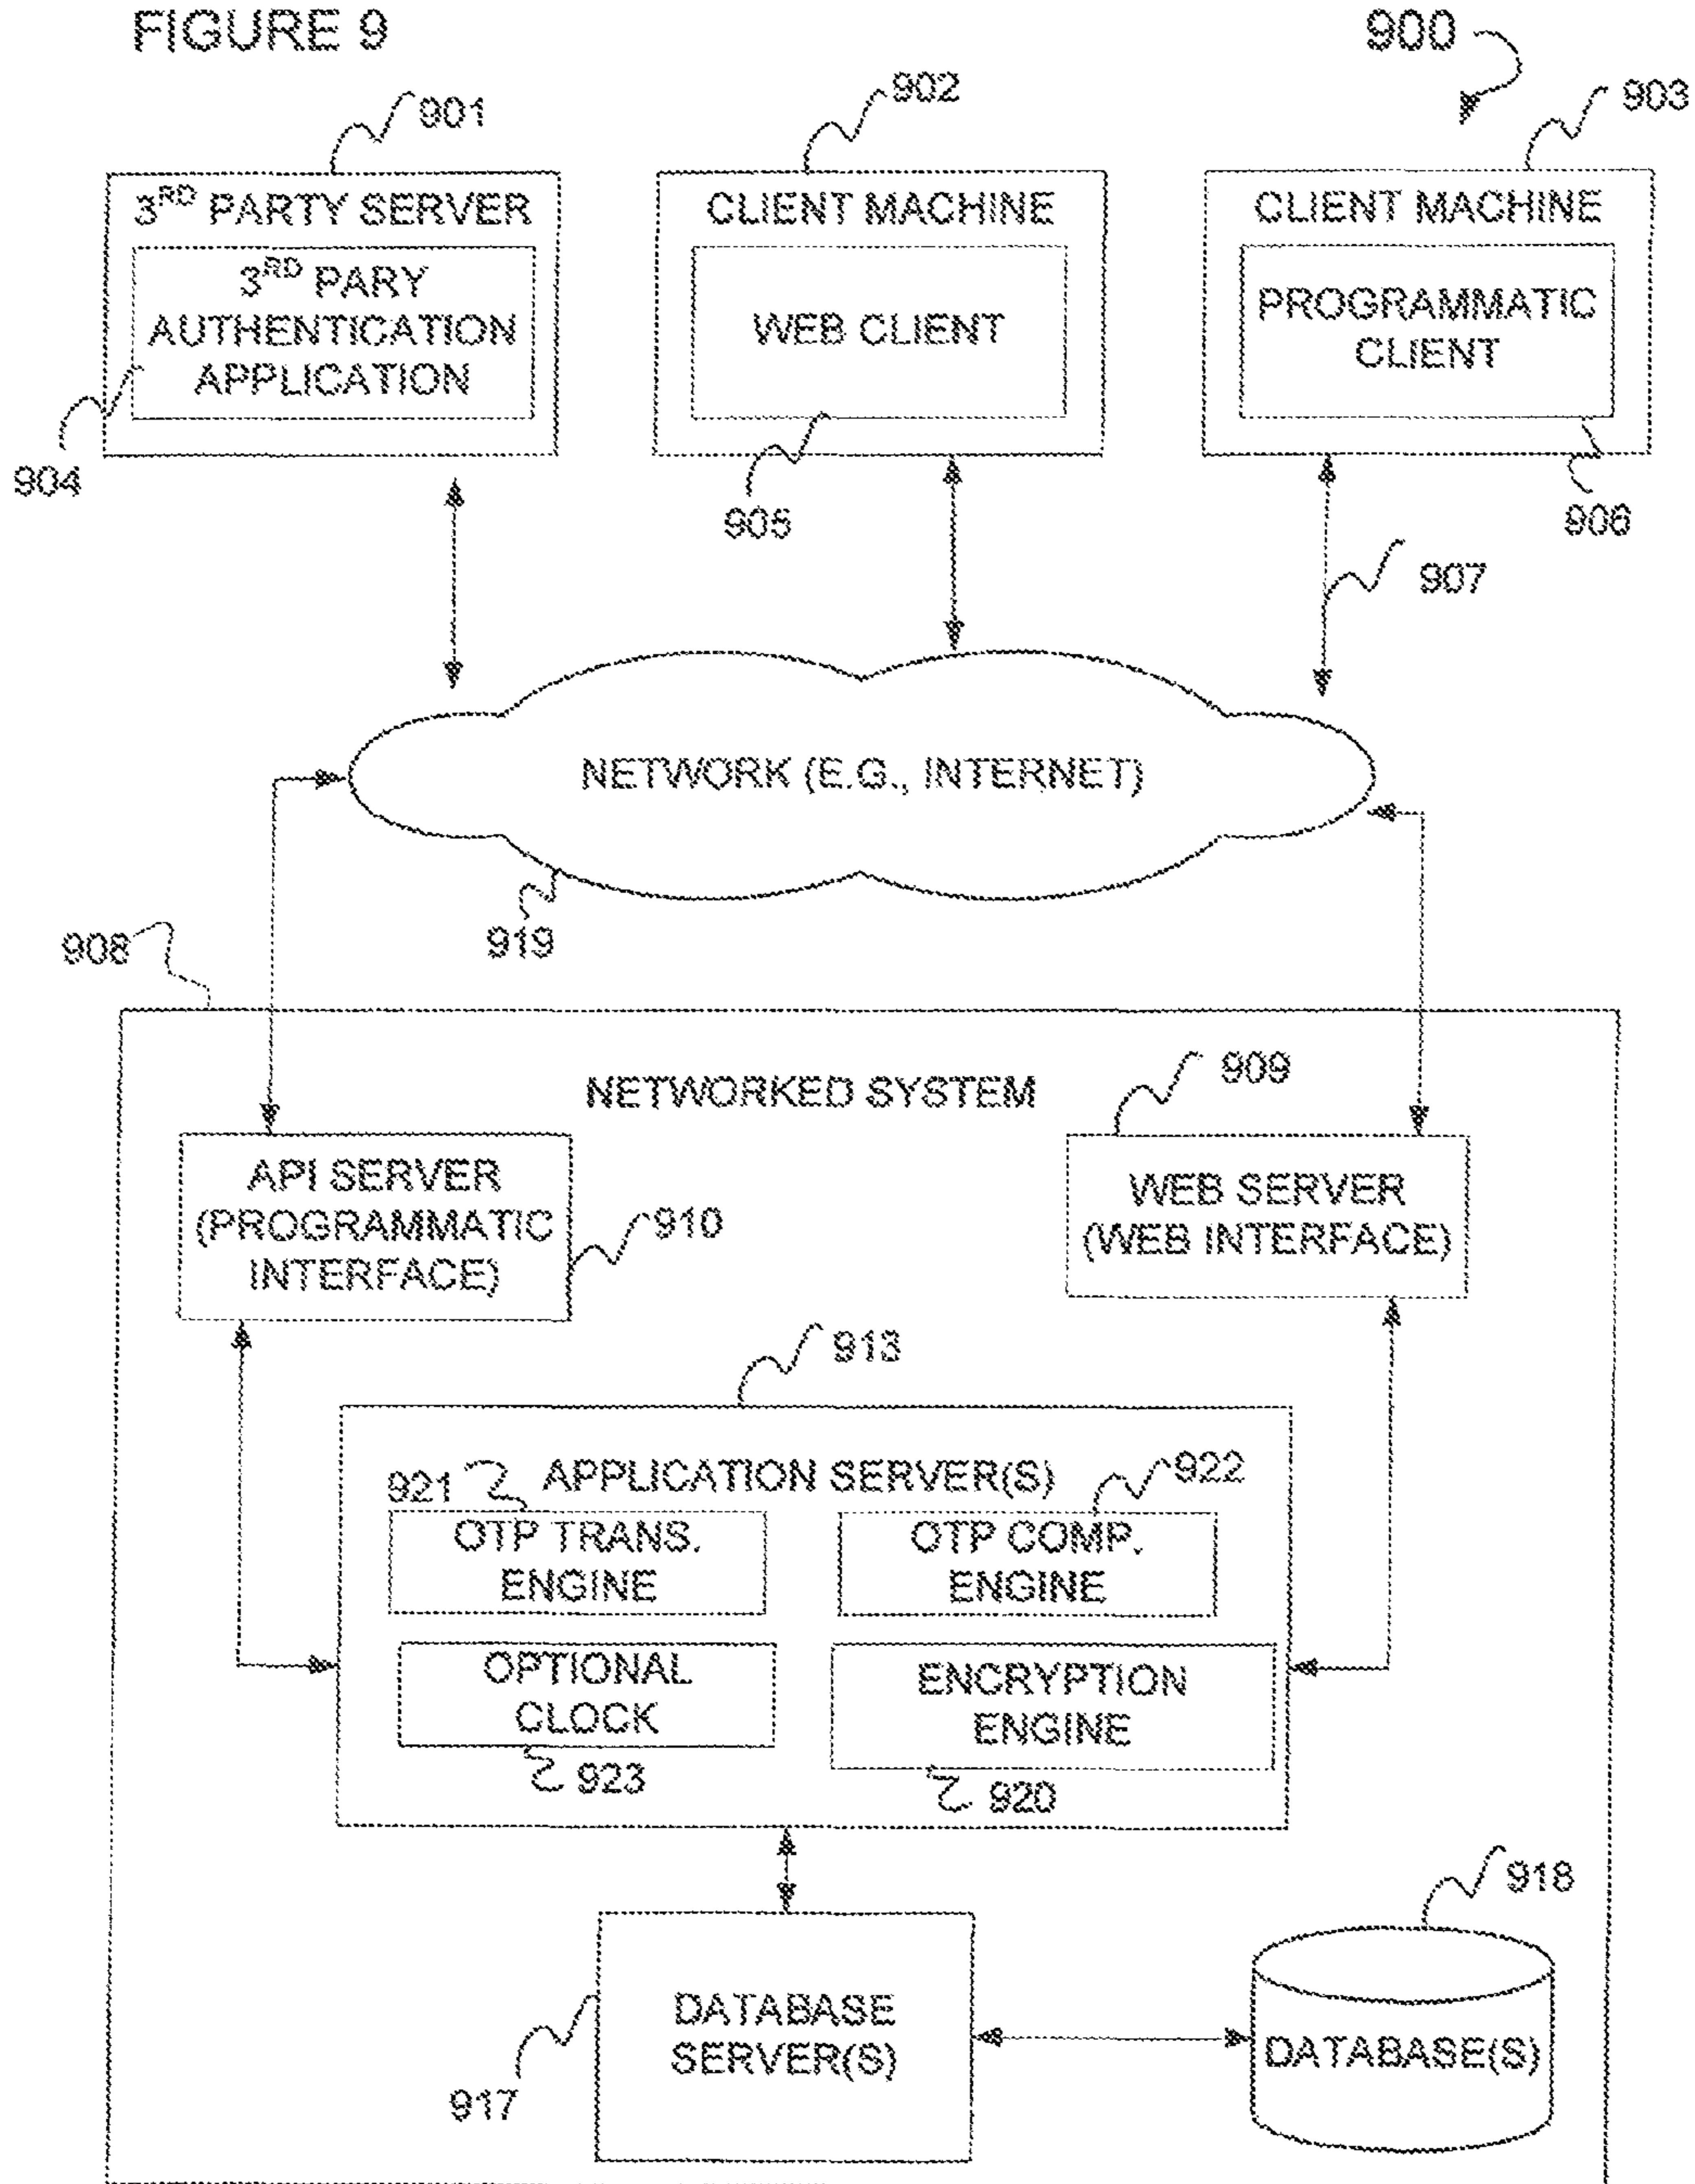 FIGURE 9
900
901
902
903
3RD PARTY SERVER
3RD PARY
AUTHENTICATION
APPLICATION
904
CLIENT MACHINE
WEB CLIENT
905
CLIENT MACHINE
PROGRAMMATIC
CLIENT
906
907
NETWORK (E.G., INTERNET)
919
908
NETWORKED SYSTEM
909
API SERVER
(PROGRAMMATIC
INTERFACE)
910
WEB SERVER
(WEB INTERFACE)
913
APPLICATION SERVER(S)
921
922
OTP TRANS.
ENGINE
OTP COMP.
ENGINE
OPTIONAL
CLOCK
923
ENCRYPTION
ENGINE
920
918
DATABASE
SERVER(S)
917
DATABASE(S)